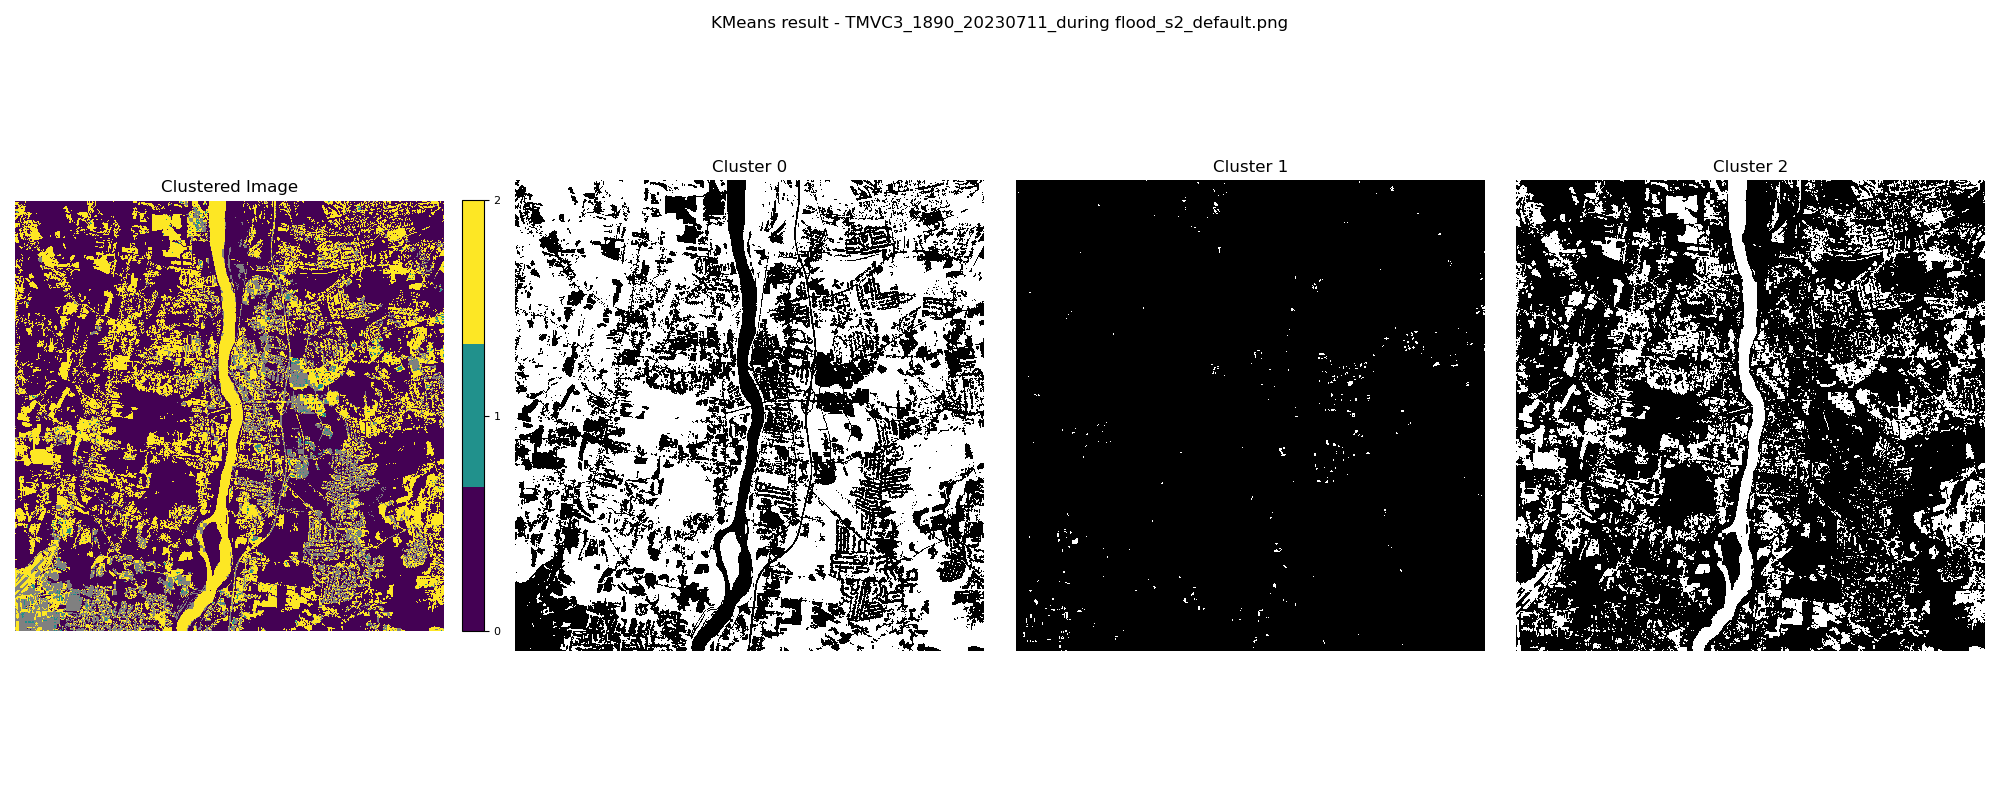 KMeans result - TMVC3_1890_20230711_during flood_s2_default.png
Clustered Image
Cluster 0
Cluster 1
Cluster 2
2
1
0